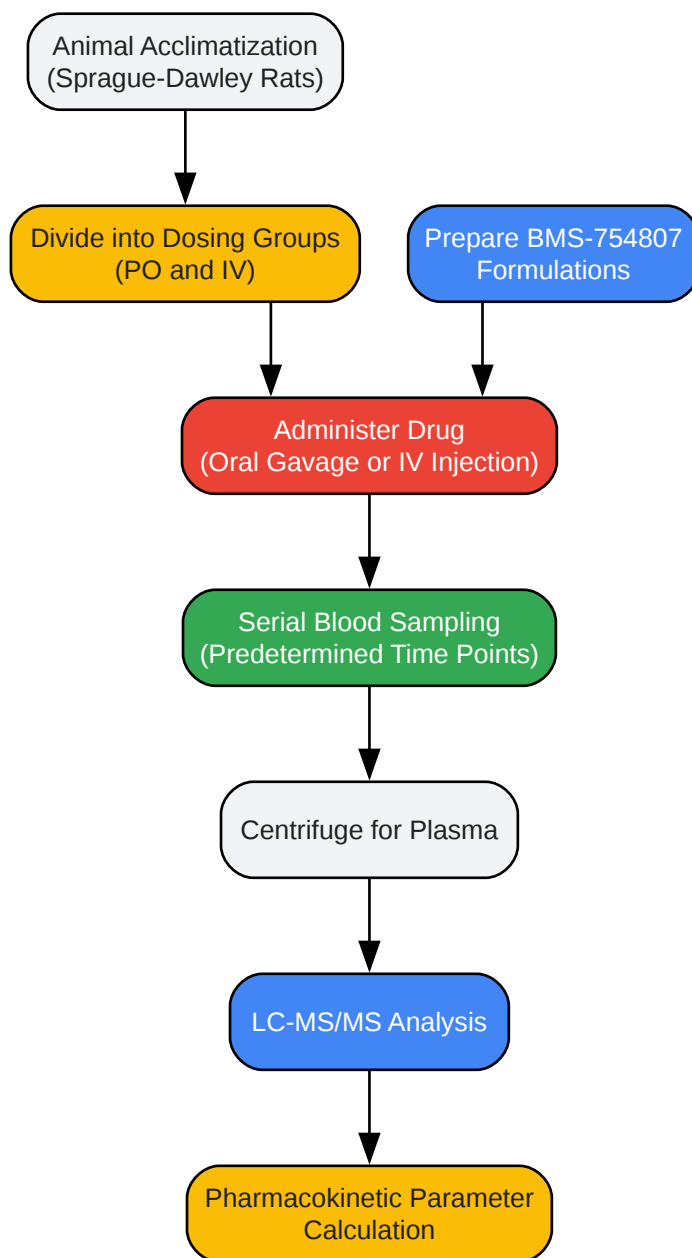 Animal Acclimatization
(Sprague-Dawley Rats)
Divide into Dosing Groups
(PO and IV)
Prepare BMS-754807
Formulations
Administer Drug
(Oral Gavage or IV Injection)
Serial Blood Sampling
(Predetermined Time Points)
Centrifuge for Plasma
LC-MS/MS Analysis
Pharmacokinetic Parameter
Calculation